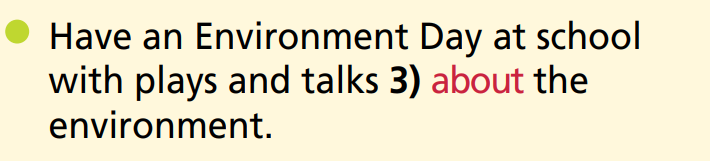 Have an Environment Day at school
with plays and talks 3) about the
environment.